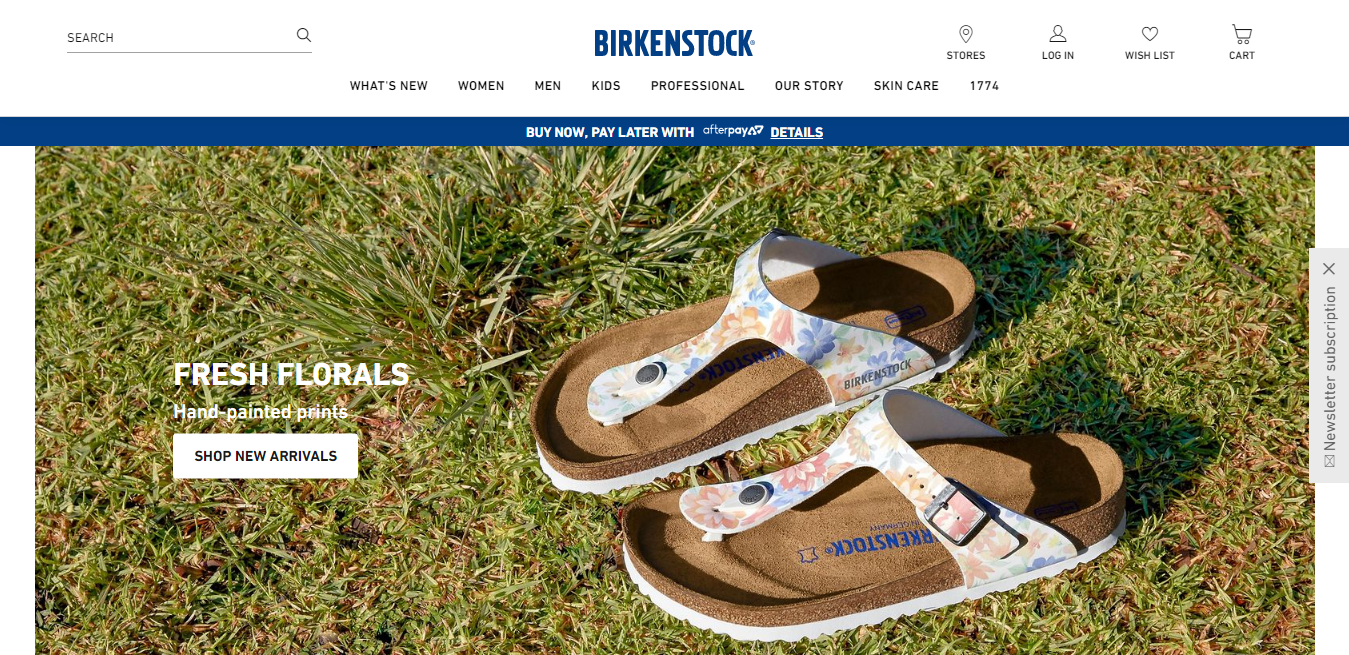 SEARCH
BIRKENSTOCK®
STORES
LOG IN
WISH LIST
CART
WHAT'S NEW
WOMEN
MEN
KIDS
PROFESSIONAL
OUR STORY
SKIN CARE
1774
BUY NOW, PAY LATER WITH afterpay DETAILS
FRESH FLORALS
Hand-painted prints
SHOP NEW ARRIVALS
BIRKENSTOCK
BIRKENSTOCK®
GERMANY
Newsletter subscription